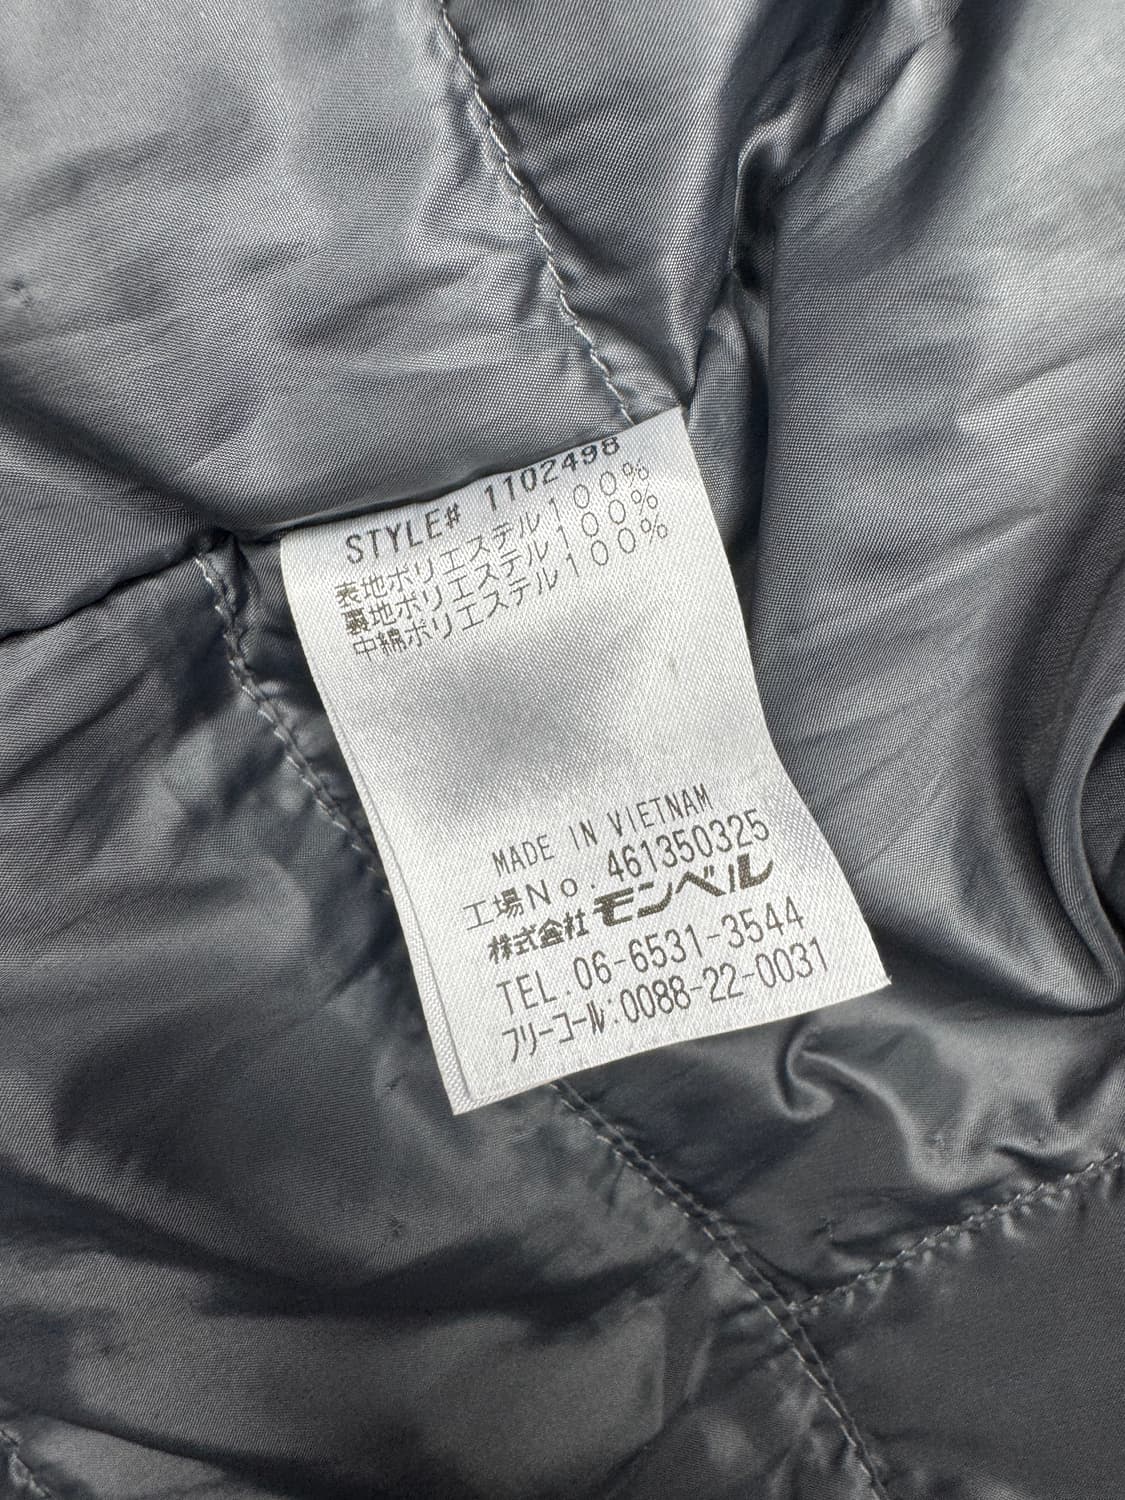 STYLE# 1102498
表地ポリエステル100%
裏地ポリエステル100%
中綿ポリエステル100%
MADE IN VIETNAM
工場No.461350325
株式会社モンベル
TEL.06-6531-3544
フリーコール:0088-22-0031